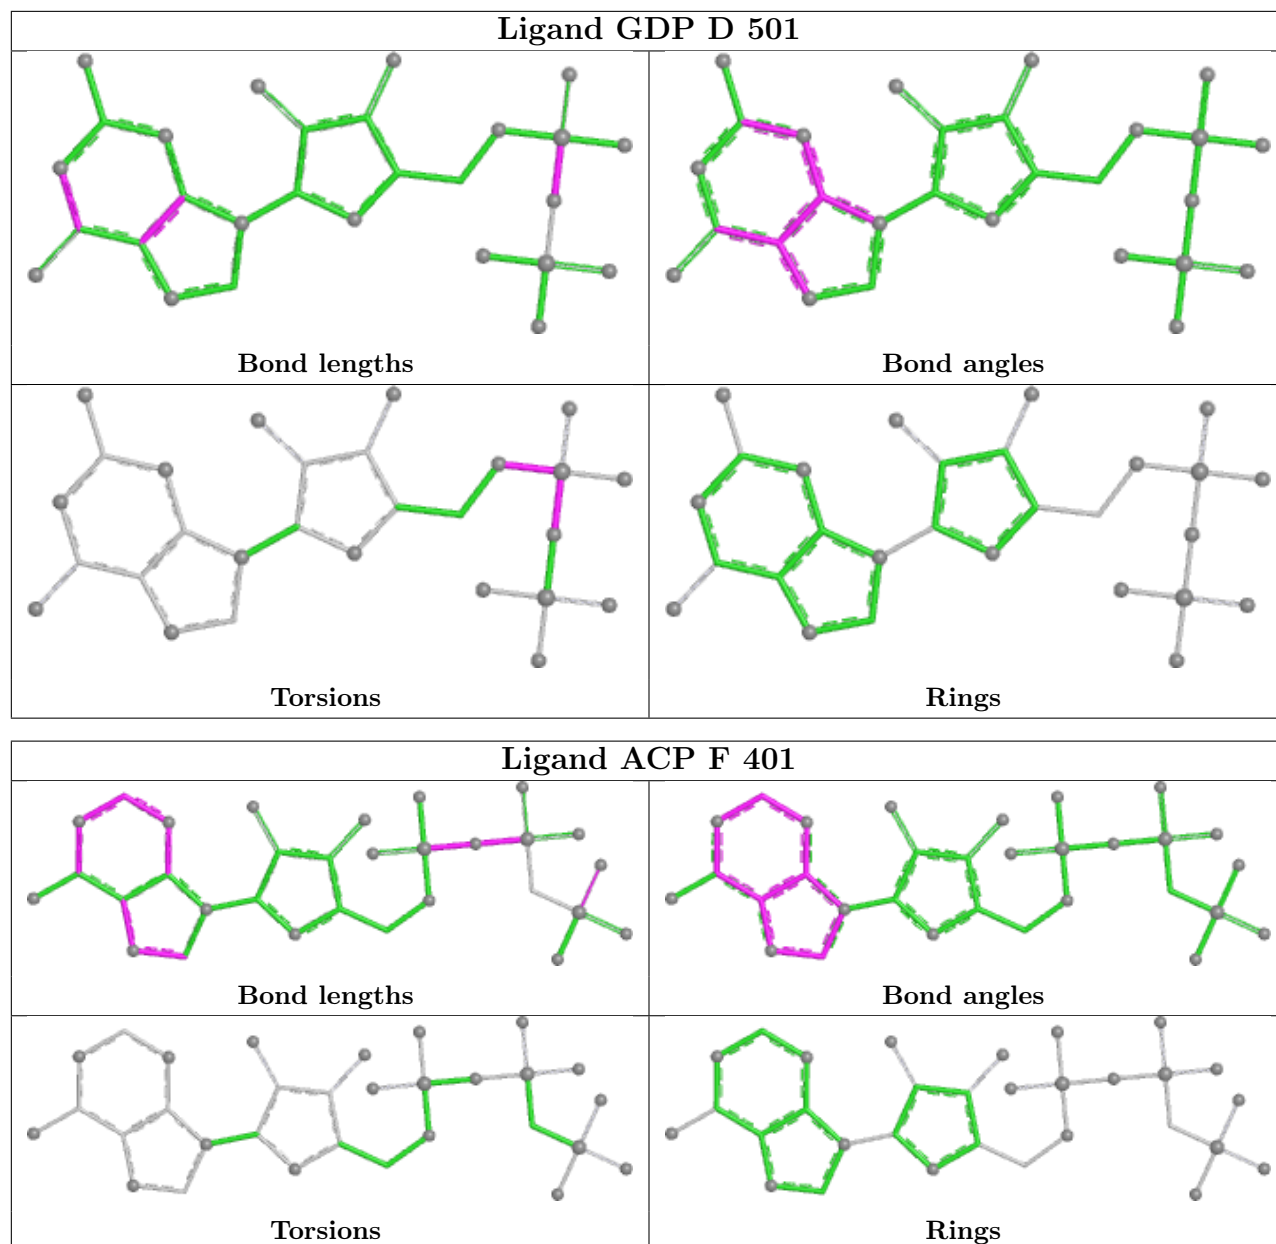 Ligand GDP D 501
Bond lengths
Bond angles
Torsions
Rings
Ligand ACP F 401
Bond lengths
Bond angles
Torsions
Rings